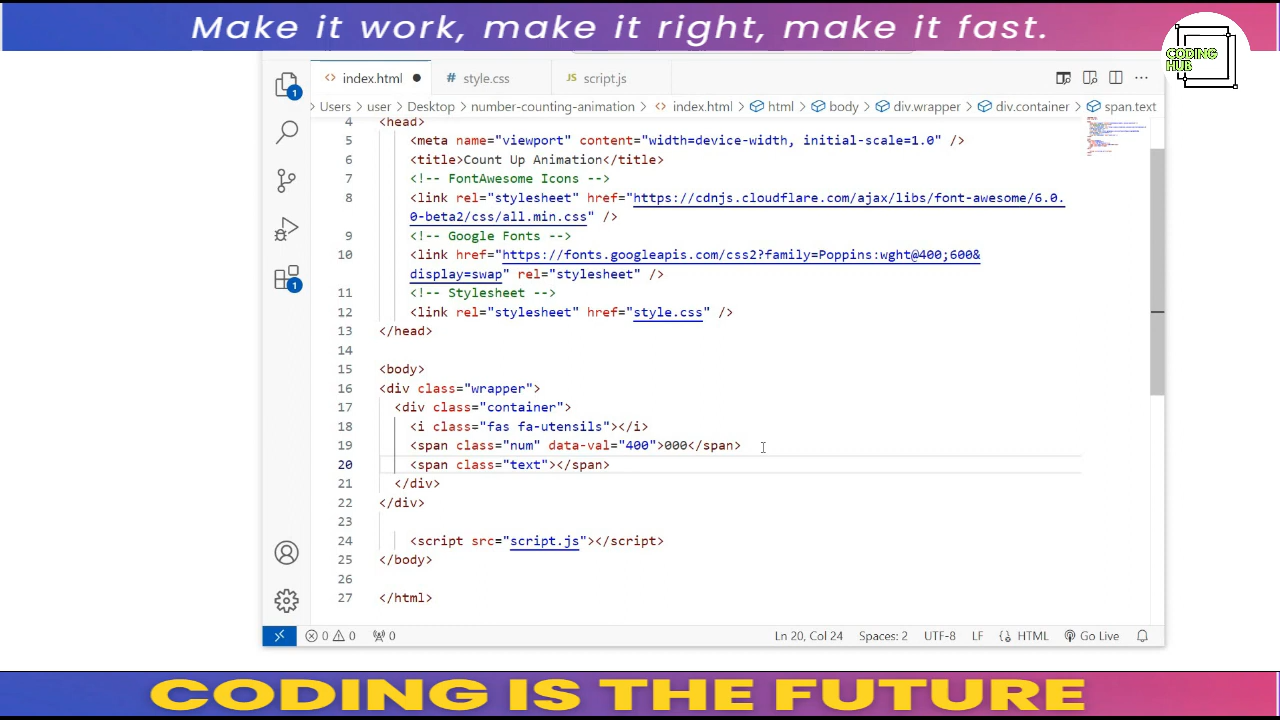 Make it work, make it right, make it fast.
CODING
HUB
<> index.html ● # style.css JS script.js ...
> Users > user > Desktop > number-counting-animation > <> index.html > html > body > div.wrapper > div.container > span.text
4 <head>
5 <meta name="viewport" content="width=device-width, initial-scale=1.0" />
6 <title>Count Up Animation</title>
7 <!-- FontAwesome Icons -->
8 <link rel="stylesheet" href="https://cdnjs.cloudflare.com/ajax/libs/font-awesome/6.0.
0-beta2/css/all.min.css" />
9 <!-- Google Fonts -->
10 <link href="https://fonts.googleapis.com/css2?family=Poppins:wght@400;600&
display=swap" rel="stylesheet" />
11 <!-- Stylesheet -->
12 <link rel="stylesheet" href="style.css" />
13 </head>
14
15 <body>
16 <div class="wrapper">
17 <div class="container">
18 <i class="fas fa-utensils"></i>
19 <span class="num" data-val="400">000</span>
20 <span class="text"></span>
21 </div>
22 </div>
23
24 <script src="script.js"></script>
25 </body>
26
27 </html>
1
1
0 0 0 Ln 20, Col 24 Spaces: 2 UTF-8 LF HTML Go Live
CODING IS THE FUTURE